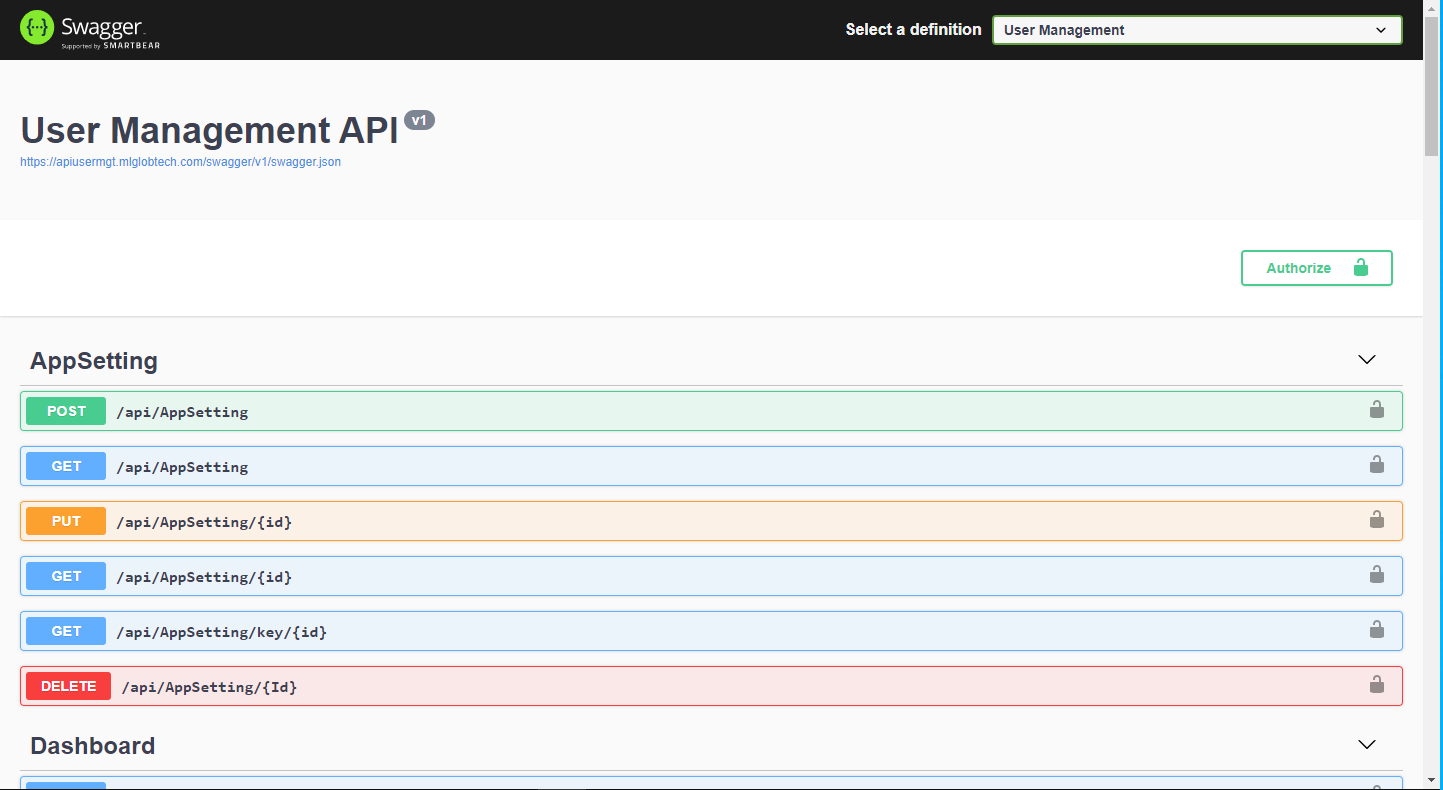 Swagger
Supported by SMARTBEAR
Select a definition
User Management
User Management API v1
https://apiusermgt.mlglobtech.com/swagger/v1/swagger.json
Authorize
AppSetting
POST /api/AppSetting
GET /api/AppSetting
PUT /api/AppSetting/{id}
GET /api/AppSetting/{id}
GET /api/AppSetting/key/{id}
DELETE /api/AppSetting/{Id}
Dashboard